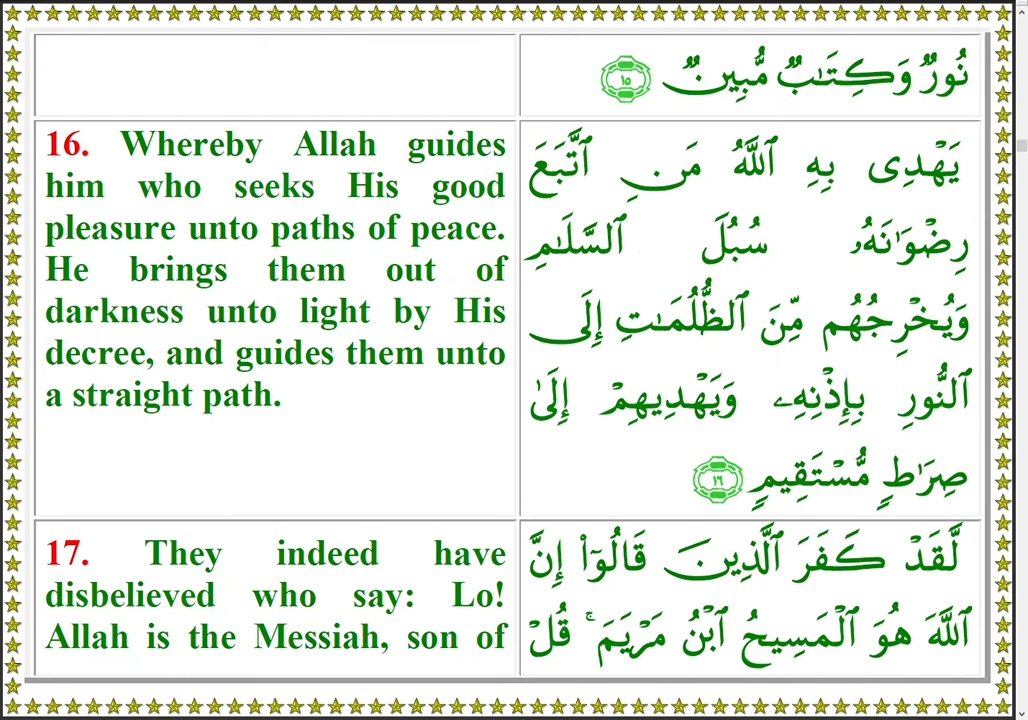 نُورٌ وَكِتَٰبٌ مُّبِينٌ ١٥
16. Whereby Allah guides
him who seeks His good
pleasure unto paths of peace.
He brings them out of
darkness unto light by His
decree, and guides them unto
a straight path.
يَهْدِى بِهِ ٱللَّهُ مَنِ ٱتَّبَعَ
رِضْوَٰنَهُۥ سُبُلَ ٱلسَّلَٰمِ
وَيُخْرِجُهُم مِّنَ ٱلظُّلُمَٰتِ إِلَى
ٱلنُّورِ بِإِذْنِهِۦ وَيَهْدِيهِمْ إِلَىٰ
صِرَٰطٍ مُّسْتَقِيمٍ ١٦
17. They indeed have
disbelieved who say: Lo!
Allah is the Messiah, son of
لَّقَدْ كَفَرَ ٱلَّذِينَ قَالُوٓا۟ إِنَّ
ٱللَّهَ هُوَ ٱلْمَسِيحُ ٱبْنُ مَرْيَمَ ۚ قُلْ